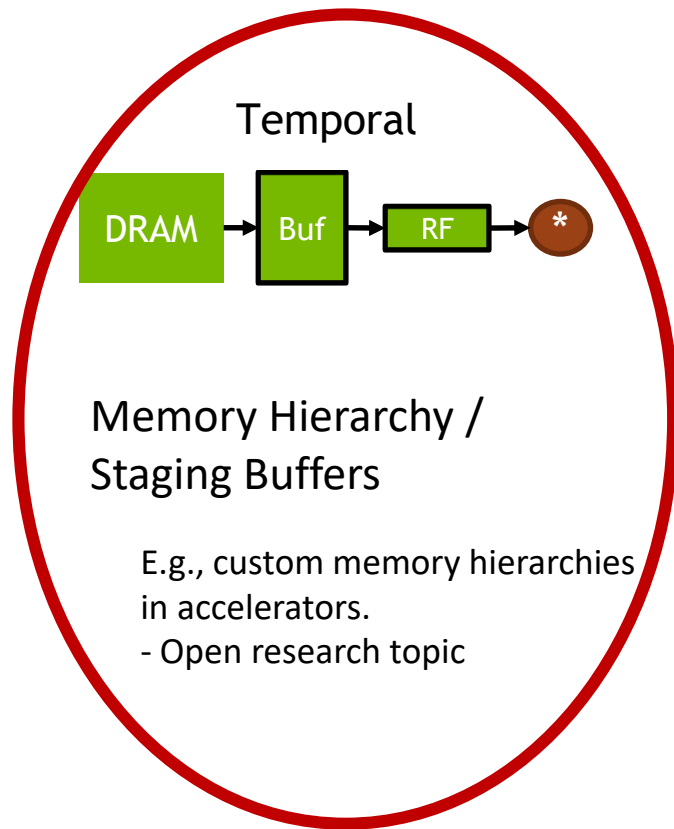 Temporal
DRAM Buf RF *
Memory Hierarchy /
Staging Buffers
E.g., custom memory hierarchies
in accelerators.
- Open research topic